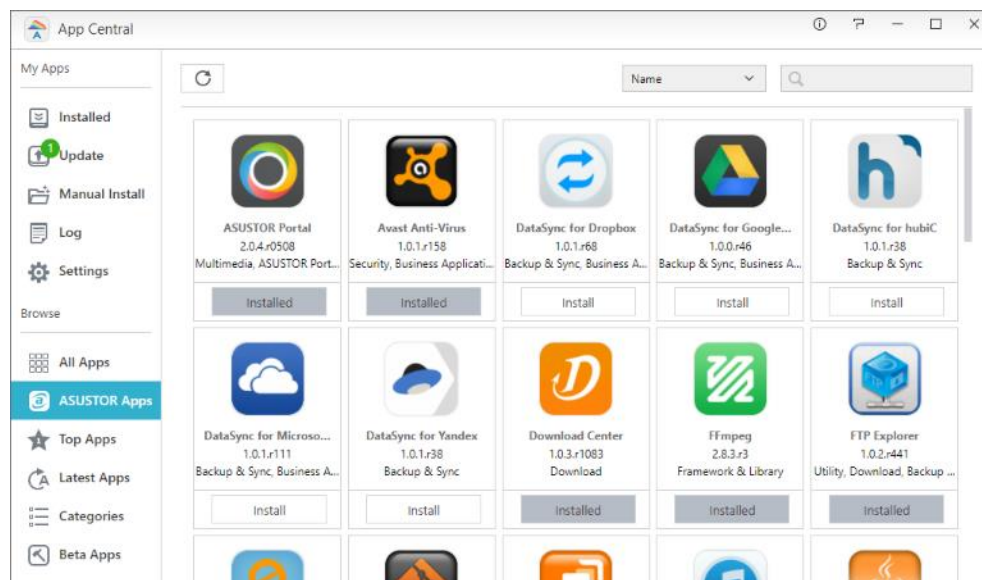 App Central
My Apps
Installed
1
Update
Manual Install
Log
Settings
Browse
All Apps
ASUSTOR Apps
Top Apps
Latest Apps
Categories
Beta Apps
Name
ASUSTOR Portal
2.0.4.r0508
Multimedia, ASUSTOR Port...
Installed
Avast Anti-Virus
1.0.1.r158
Security, Business Applicati...
Installed
DataSync for Dropbox
1.0.1.r68
Backup & Sync, Business A...
Install
DataSync for Google...
1.0.0.r46
Backup & Sync, Business A...
Install
DataSync for hubiC
1.0.1.r38
Backup & Sync
Install
DataSync for Microso...
1.0.1.r111
Backup & Sync, Business A...
Install
DataSync for Yandex
1.0.1.r38
Backup & Sync
Install
Download Center
1.0.3.r1083
Download
Installed
FFmpeg
2.8.3.r3
Framework & Library
Installed
FTP Explorer
1.0.2.r441
Utility, Download, Backup ...
Installed